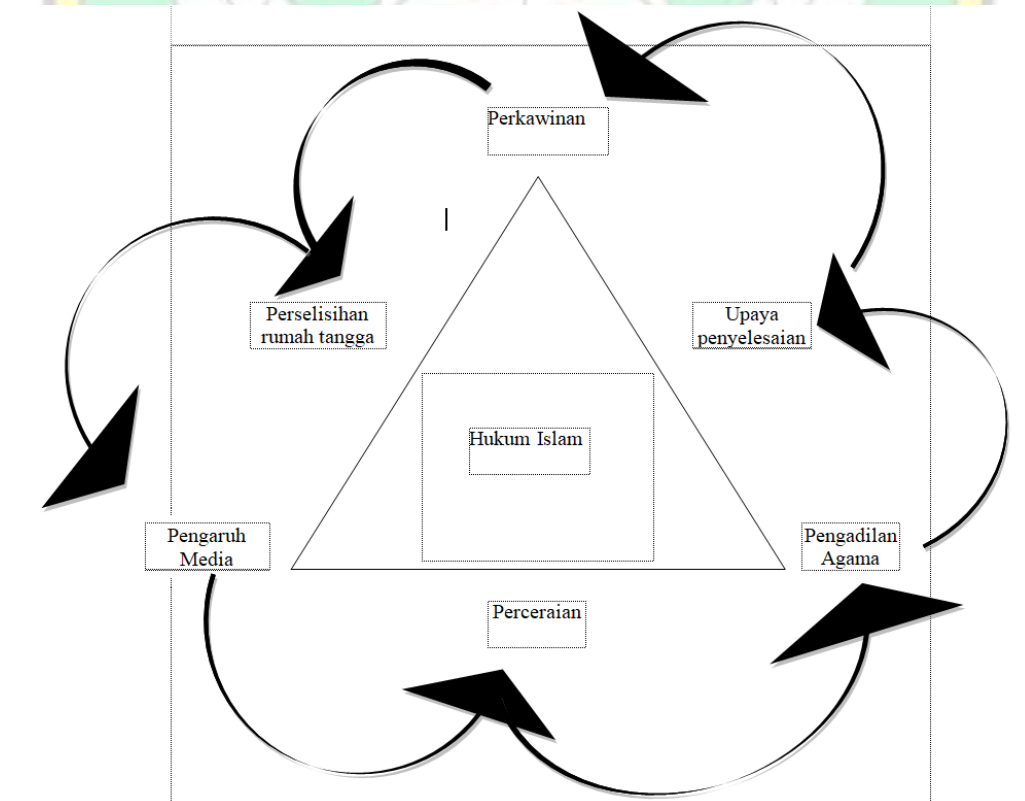 Perkawinan
Perselisihan
rumah tangga
Upaya
penyelesaian
Hukum Islam
Pengaruh
Media
Pengadilan
Agama
Perceraian